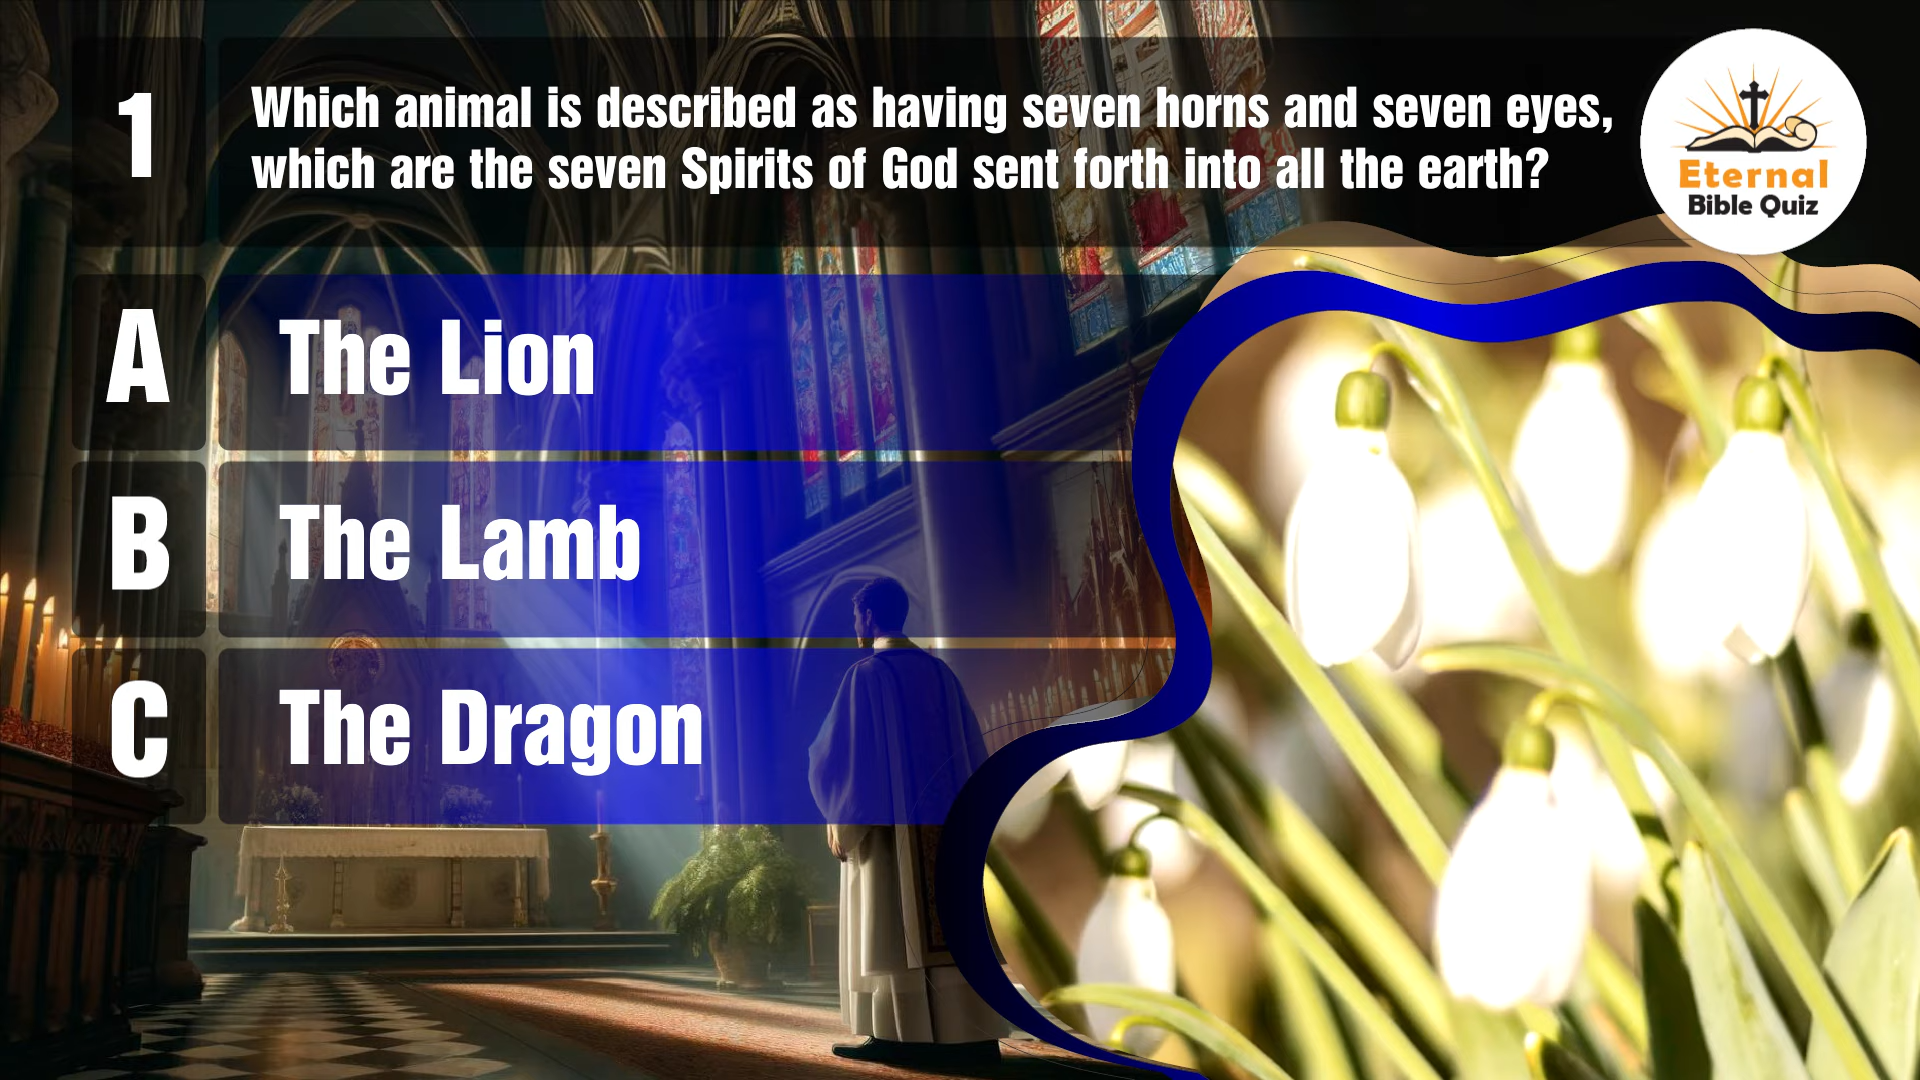 1
Which animal is described as having seven horns and seven eyes,
which are the seven Spirits of God sent forth into all the earth?
Eternal
Bible Quiz
A
The Lion
B
The Lamb
C
The Dragon